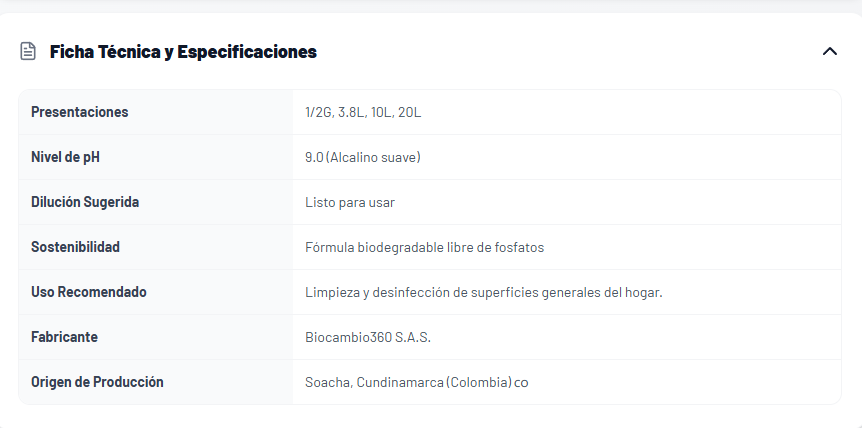 Ficha Técnica y Especificaciones
Presentaciones 1/2G, 3.8L, 10L, 20L
Nivel de pH 9.0 (Alcalino suave)
Dilución Sugerida Listo para usar
Sostenibilidad Fórmula biodegradable libre de fosfatos
Uso Recomendado Limpieza y desinfección de superficies generales del hogar.
Fabricante Biocambio360 S.A.S.
Origen de Producción Soacha, Cundinamarca (Colombia) co